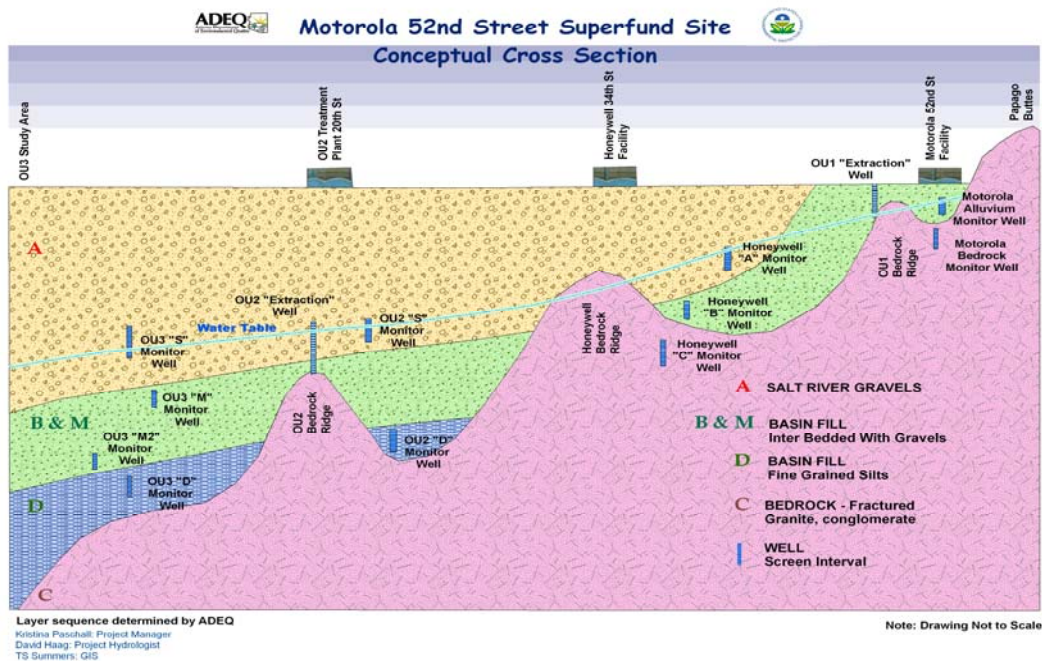 ADEQ
of Environmental Quality
Motorola 52nd Street Superfund Site
Conceptual Cross Section
OU3 Study Area
OU2 Treatment
Plant 20th St
Honeywell 34th St
Facility
Motorola 52nd St
Facility
Papago
Buttes
OU1 "Extraction"
Well
Motorola
Alluvium
Monitor Well
Motorola
Bedrock
Monitor Well
OU1
Bedrock
Ridge
A
Honeywell
"A" Monitor
Well
OU2 "Extraction"
Well
Water Table
OU2 "S"
Monitor
Well
OU3 "S"
Monitor
Well
Honeywell
Bedrock
Ridge
Honeywell
"B" Monitor
Well
Honeywell
"C" Monitor
Well
OU3 "M"
Monitor
Well
B & M
OU2
Bedrock
Ridge
OU3 "M2"
Monitor
Well
OU2 "D"
Monitor
Well
OU3 "D"
Monitor
Well
D
C
A SALT RIVER GRAVELS
B & M BASIN FILL
Inter Bedded With Gravels
D BASIN FILL
Fine Grained Silts
C BEDROCK - Fractured
Granite, conglomerate
WELL
Screen Interval
Layer sequence determined by ADEQ
Kristina Paschall: Project Manager
David Haag: Project Hydrologist
TS Summers: GIS
Note: Drawing Not to Scale